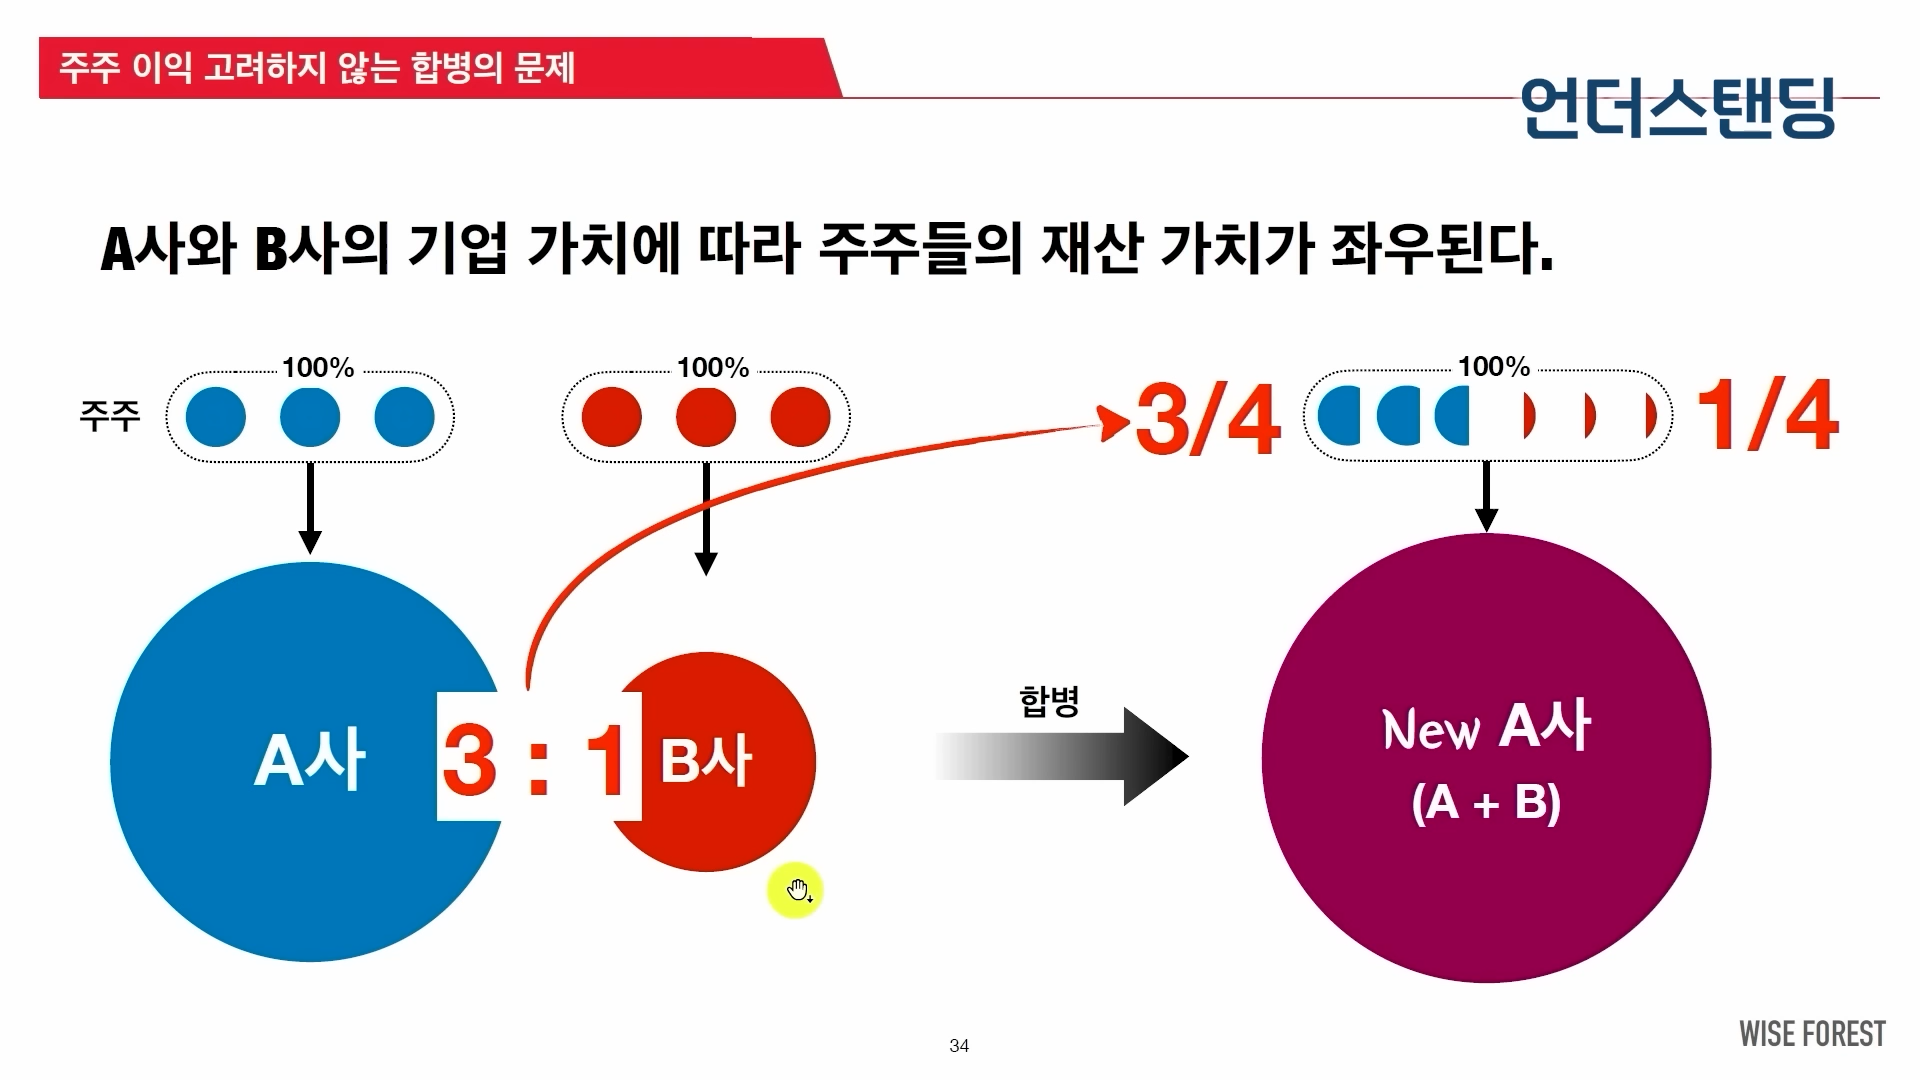 주주 이익 고려하지 않는 합병의 문제
언더스탠딩
A사와 B사의 기업 가치에 따라 주주들의 재산 가치가 좌우된다.
주주
100%
100%
3/4
100%
1/4
A사
3 : 1
B사
합병
New A사
(A + B)
34
WISE FOREST